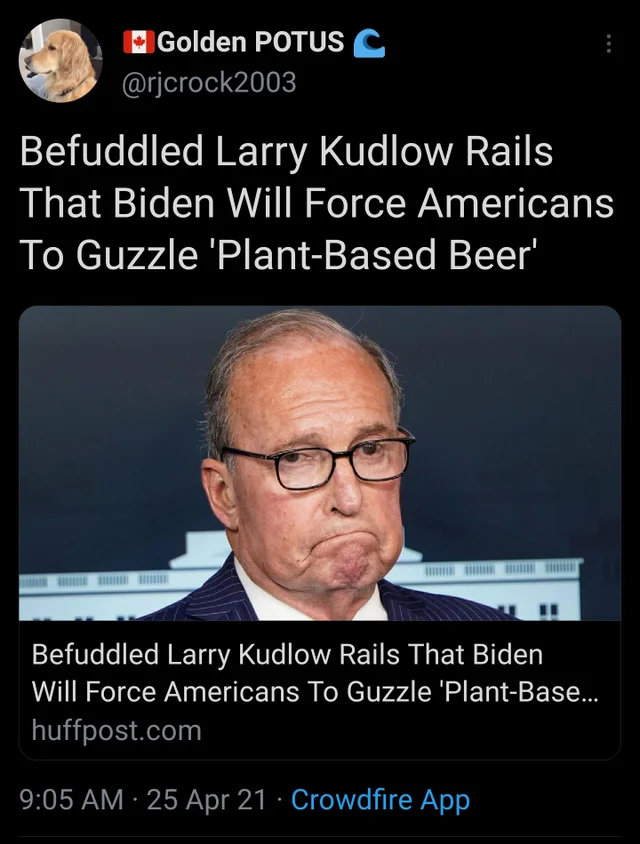 🇨🇦Golden POTUS 🌊
@rjcrock2003
Befuddled Larry Kudlow Rails
That Biden Will Force Americans
To Guzzle 'Plant-Based Beer'
Befuddled Larry Kudlow Rails That Biden
Will Force Americans To Guzzle 'Plant-Base...
huffpost.com
9:05 AM · 25 Apr 21 · Crowdfire App